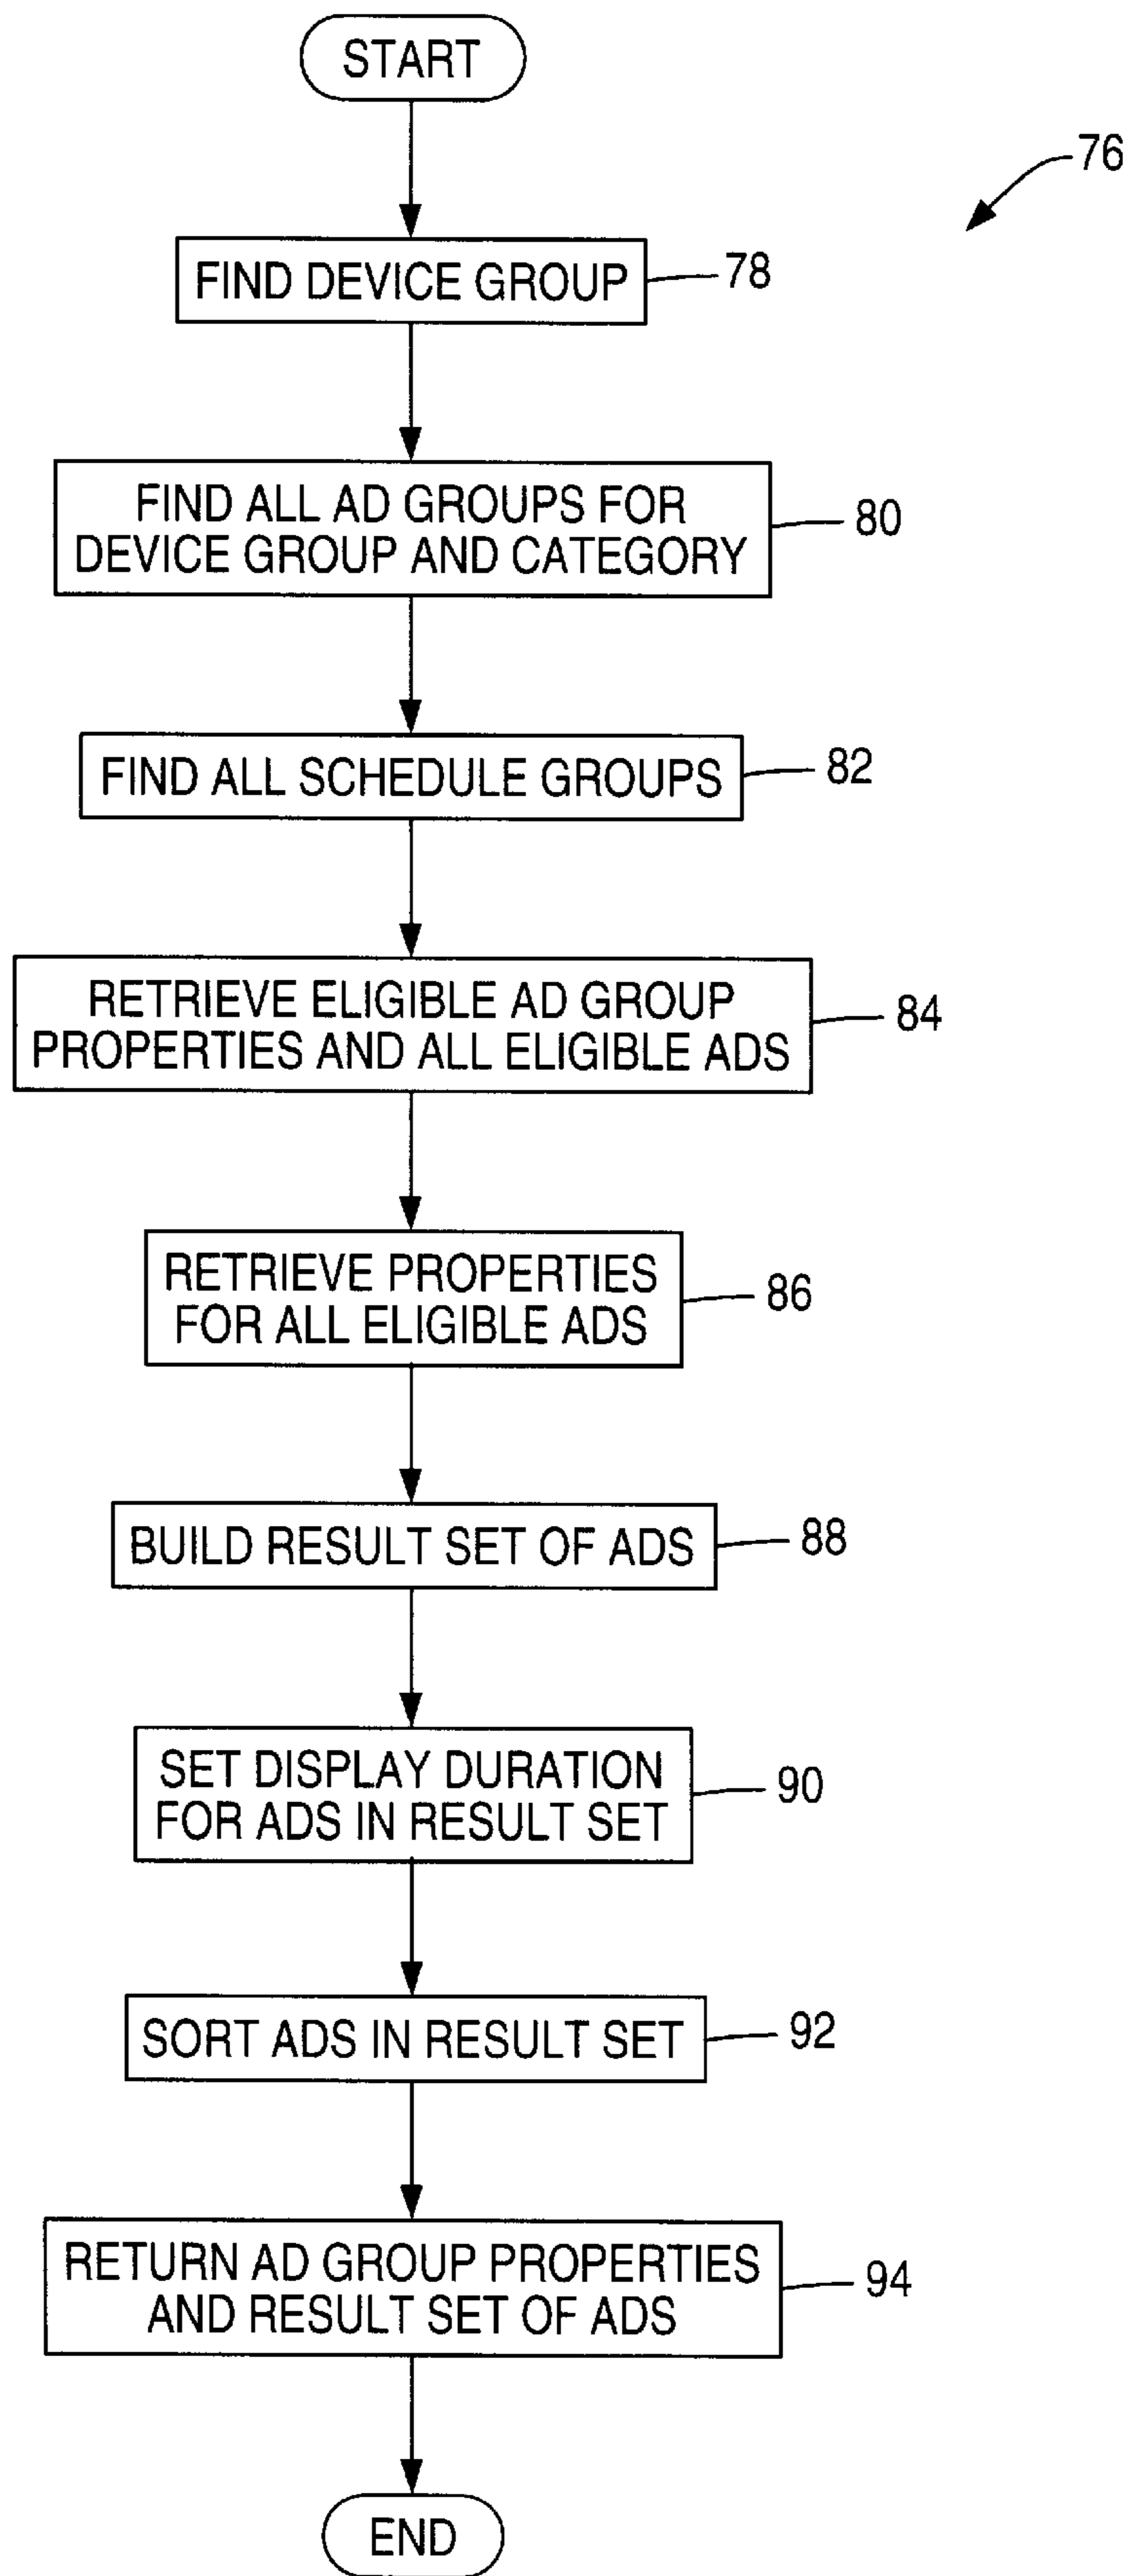 START
76
FIND DEVICE GROUP
78
FIND ALL AD GROUPS FOR
DEVICE GROUP AND CATEGORY
80
FIND ALL SCHEDULE GROUPS
82
RETRIEVE ELIGIBLE AD GROUP
PROPERTIES AND ALL ELIGIBLE ADS
84
RETRIEVE PROPERTIES
FOR ALL ELIGIBLE ADS
86
BUILD RESULT SET OF ADS
88
SET DISPLAY DURATION
FOR ADS IN RESULT SET
90
SORT ADS IN RESULT SET
92
RETURN AD GROUP PROPERTIES
AND RESULT SET OF ADS
94
END